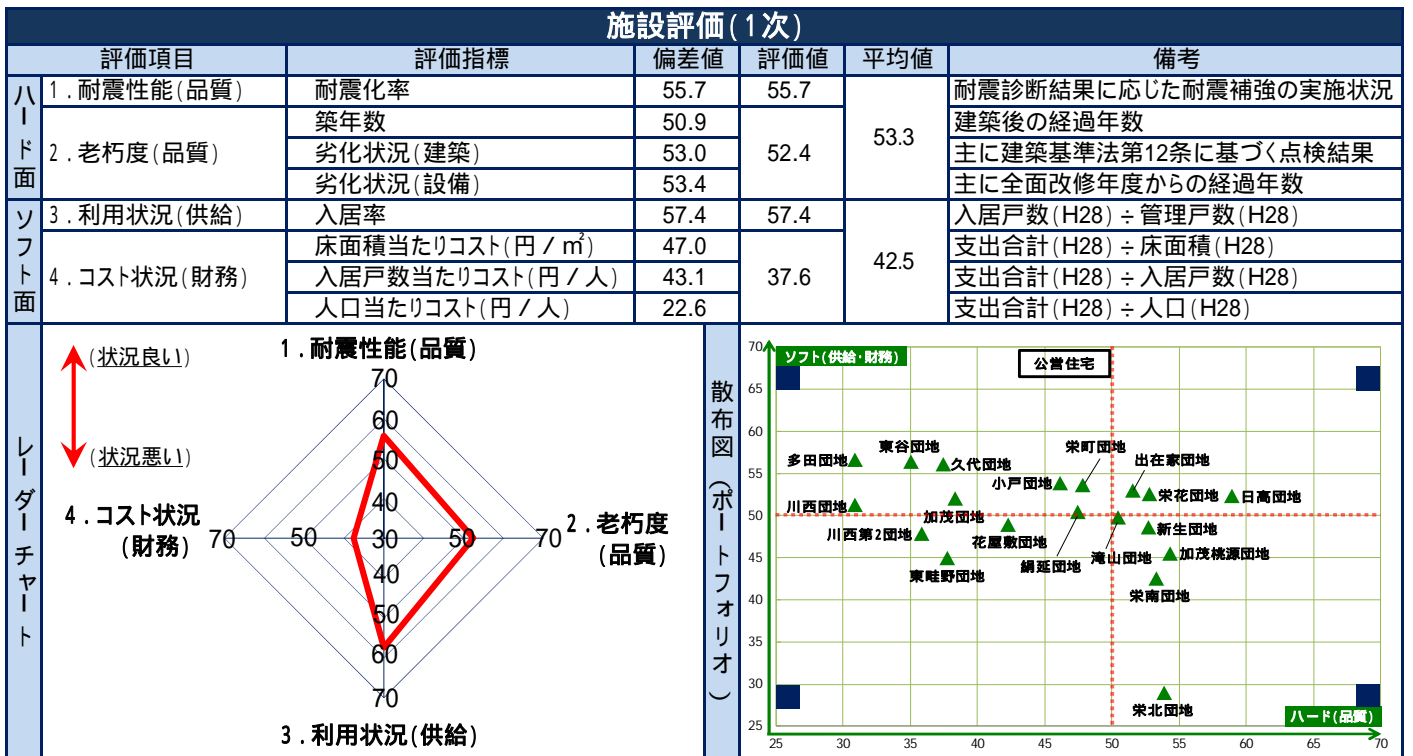 施設評価(1次)
評価項目 評価指標 偏差値 評価値 平均値 備考
ハード面
1.耐震性能(品質) 耐震化率 55.7 55.7 53.3 耐震診断結果に応じた耐震補強の実施状況
2.老朽度(品質) 築年数 50.9 52.4 建築後の経過年数
劣化状況(建築) 53.0 主に建築基準法第12条に基づく点検結果
劣化状況(設備) 53.4 主に全面改修年度からの経過年数
ソフト面
3.利用状況(供給) 入居率 57.4 57.4 42.5 入居戸数(H28)÷管理戸数(H28)
4.コスト状況(財務) 床面積当たりコスト(円/㎡) 47.0 37.6 支出合計(H28)÷床面積(H28)
入居戸数当たりコスト(円/人) 43.1 支出合計(H28)÷入居戸数(H28)
人口当たりコスト(円/人) 22.6 支出合計(H28)÷人口(H28)
レーダーチャート
(状況良い)
(状況悪い)
1.耐震性能(品質)
70
60
50
40
30
40
50
60
70
50
70
50
70
2.老朽度
(品質)
3.利用状況(供給)
4.コスト状況
(財務)
散布図(ポートフォリオ)
ソフト(供給・財務)
公営住宅
70
65
60
55
50
45
40
35
30
25
多田団地
東谷団地
久代団地
栄町団地
出在家団地
小戸団地
栄花団地
日高団地
川西団地
加茂団地
川西第2団地
花屋敷団地
絹延団地
滝山団地
新生団地
東畦野団地
加茂桃源団地
栄南団地
栄北団地
ハード(品質)
25 30 35 40 45 50 55 60 65 70